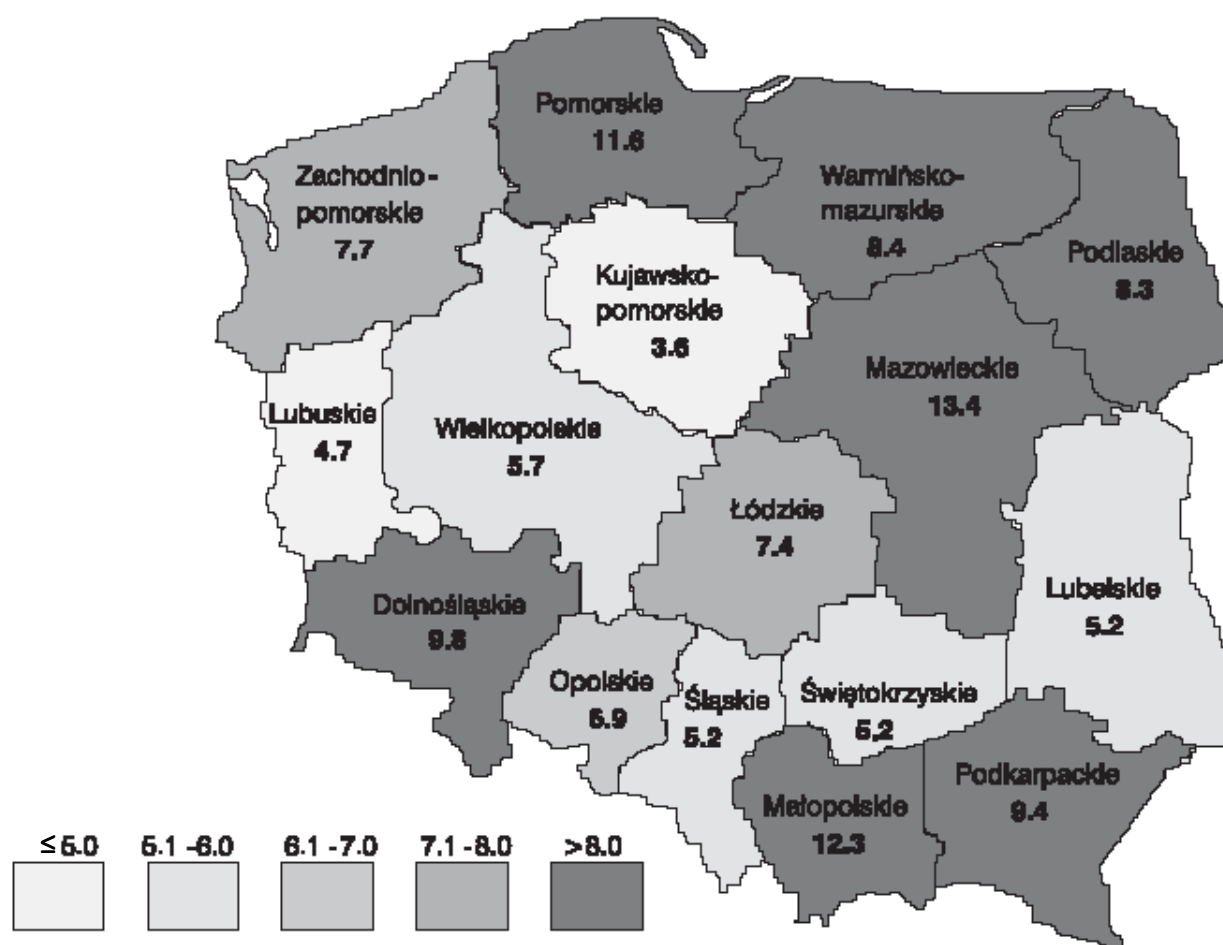 Pomorskie
11.6
Zachodnio-
pomorskie
7.7
Warmińsko-
mazurskie
8.4
Podlaskie
8.3
Kujawsko-
pomorskie
3.6
Mazowieckie
13.4
Lubuskie
4.7
Wielkopolskie
5.7
Łódzkie
7.4
Lubelskie
5.2
Dolnośląskie
9.8
Opolskie
6.9
Śląskie
5.2
Świętokrzyskie
5.2
Podkarpackie
9.4
Małopolskie
12.3
≤ 5.0 5.1 -6.0 6.1 -7.0 7.1 -8.0 >8.0